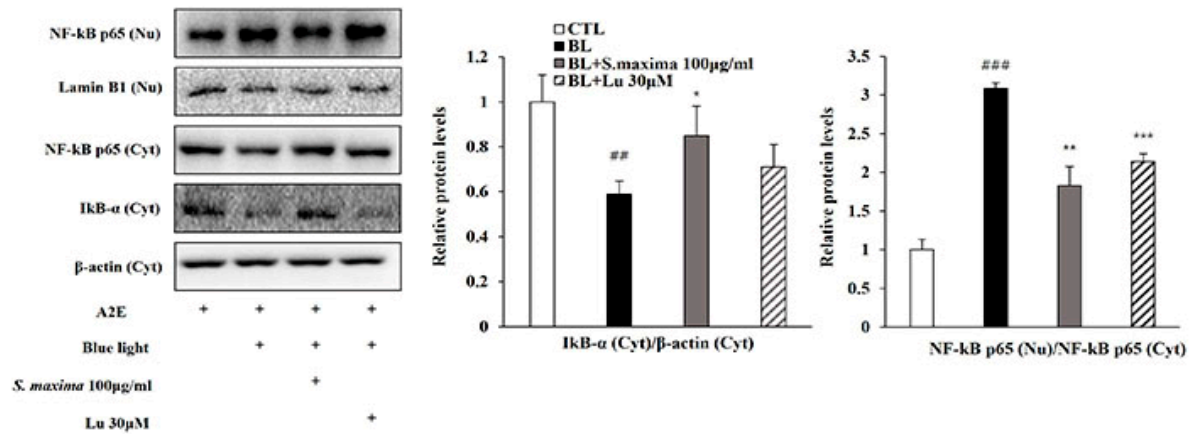 NF-kB p65 (Nu)
Lamin B1 (Nu)
NF-kB p65 (Cyt)
IkB-α (Cyt)
β-actin (Cyt)
A2E + + + +
Blue light + + +
S. maxima 100µg/ml +
Lu 30µM +
CTL
BL
BL+S.maxima 100µg/ml
BL+Lu 30µM
Relative protein levels
1.2
1
0.8
0.6
0.4
0.2
0
##
*
IkB-α (Cyt)/β-actin (Cyt)
Relative protein levels
3.5
3
2.5
2
1.5
1
0.5
0
###
**
***
NF-kB p65 (Nu)/NF-kB p65 (Cyt)